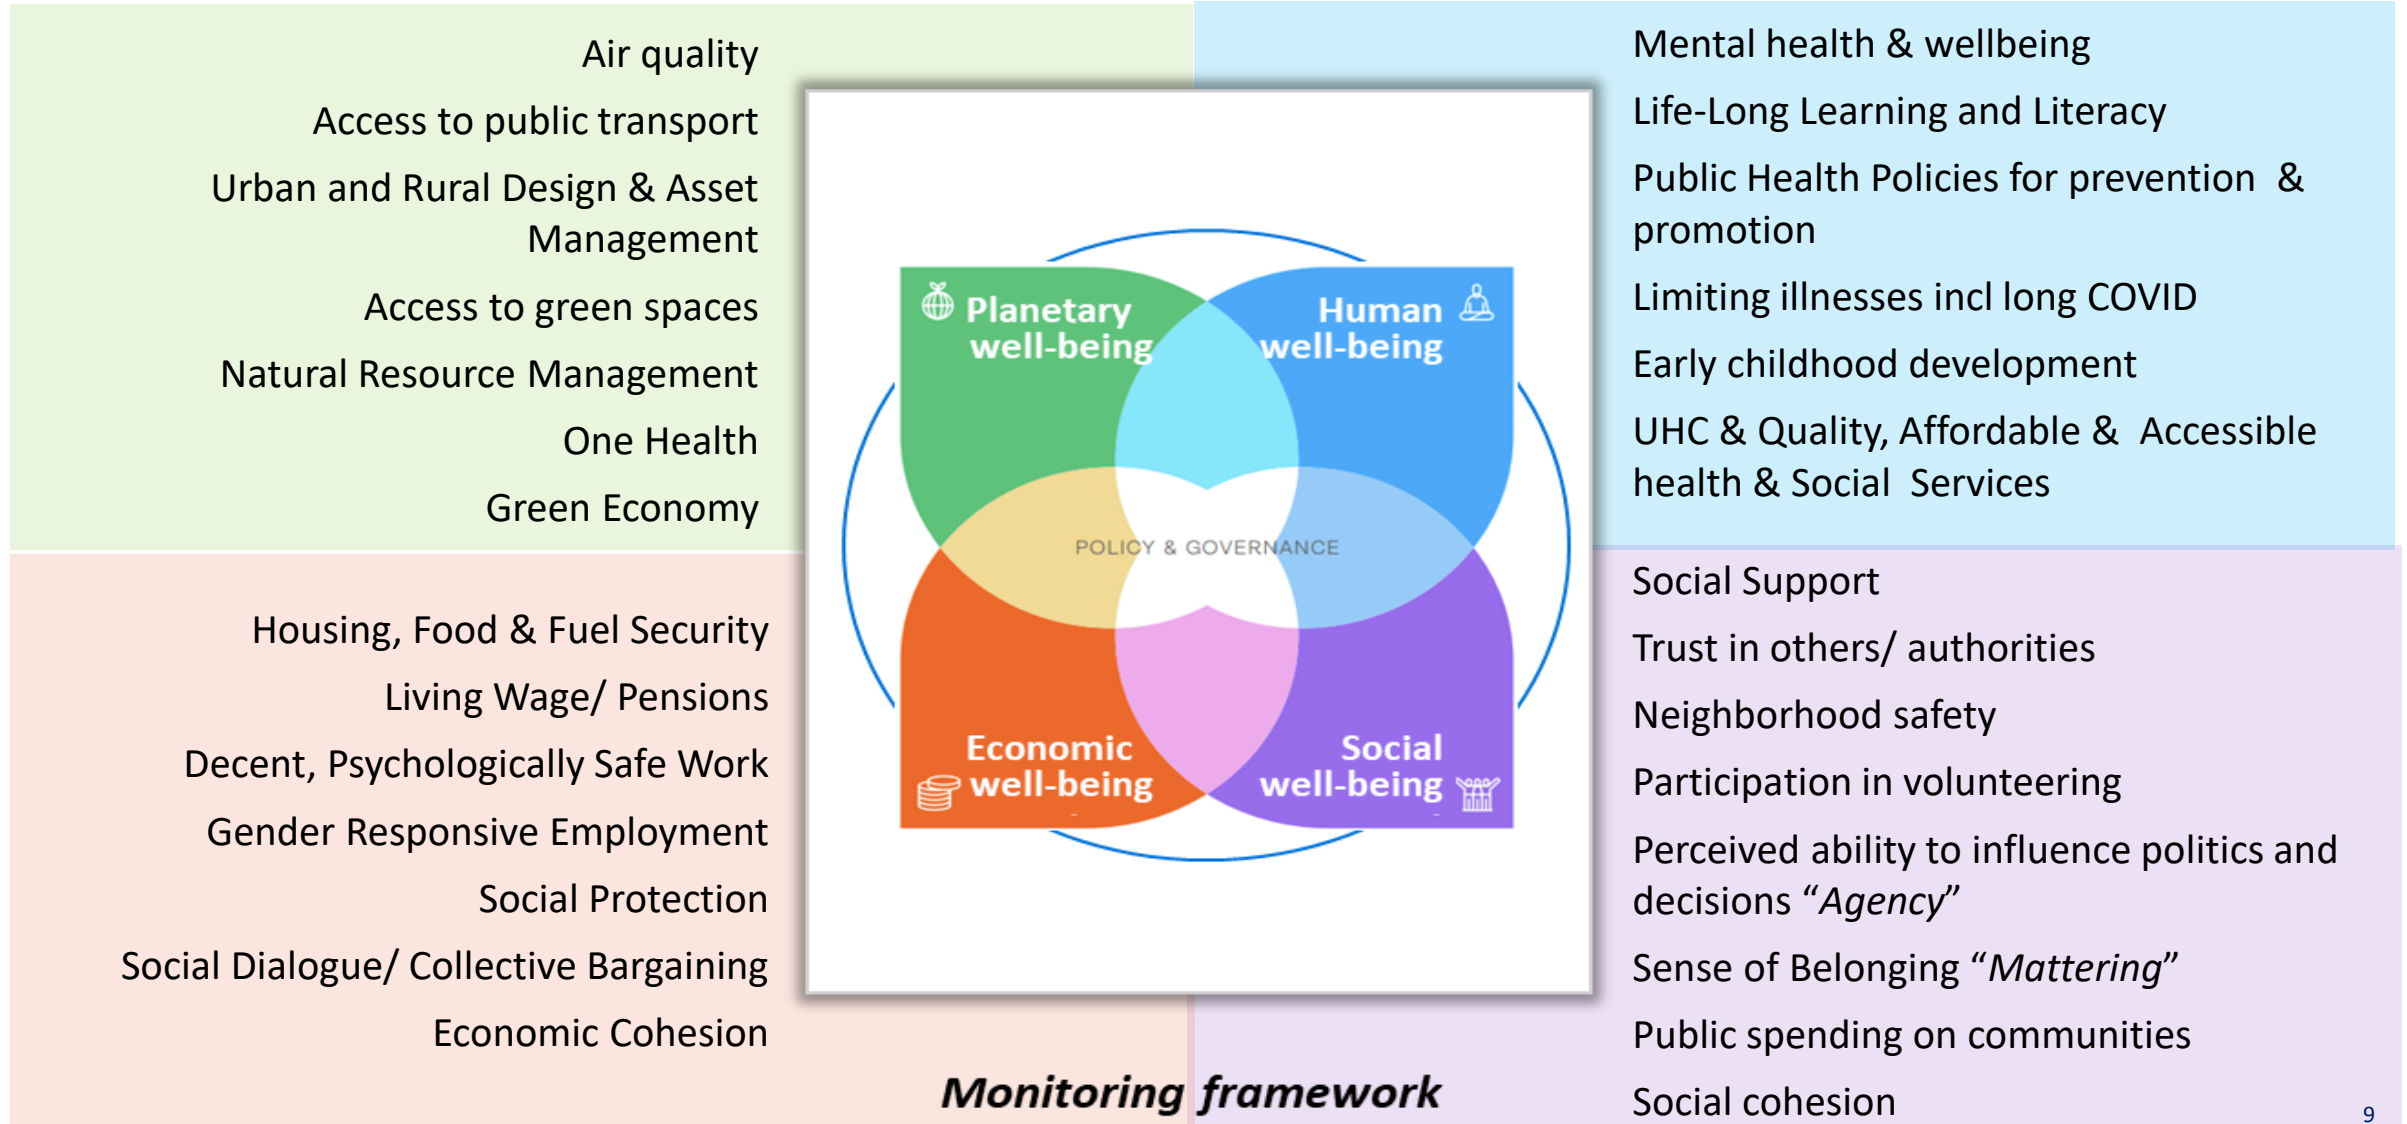 Air quality
Access to public transport
Urban and Rural Design & Asset
Management
Access to green spaces
Natural Resource Management
One Health
Green Economy
Mental health & wellbeing
Life-Long Learning and Literacy
Public Health Policies for prevention &
promotion
Limiting illnesses incl long COVID
Early childhood development
UHC & Quality, Affordable & Accessible
health & Social Services
Planetary
well-being
Human
well-being
POLICY & GOVERNANCE
Economic
well-being
Social
well-being
Housing, Food & Fuel Security
Living Wage/ Pensions
Decent, Psychologically Safe Work
Gender Responsive Employment
Social Protection
Social Dialogue/ Collective Bargaining
Economic Cohesion
Social Support
Trust in others/ authorities
Neighborhood safety
Participation in volunteering
Perceived ability to influence politics and
decisions “Agency”
Sense of Belonging “Mattering”
Public spending on communities
Social cohesion
Monitoring framework
9